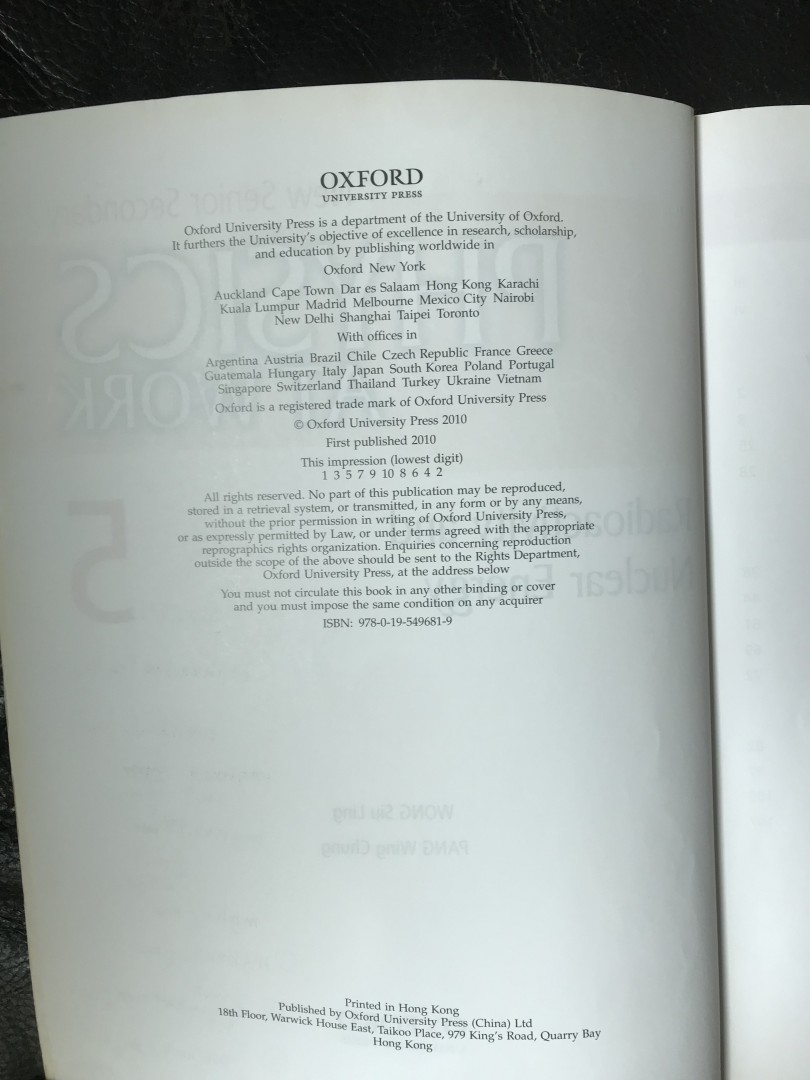 OXFORD
UNIVERSITY PRESS
Oxford University Press is a department of the University of Oxford.
It furthers the University's objective of excellence in research, scholarship,
and education by publishing worldwide in
Oxford New York
Auckland Cape Town Dar es Salaam Hong Kong Karachi
Kuala Lumpur Madrid Melbourne Mexico City Nairobi
New Delhi Shanghai Taipei Toronto
With offices in
Argentina Austria Brazil Chile Czech Republic France Greece
Guatemala Hungary Italy Japan South Korea Poland Portugal
Singapore Switzerland Thailand Turkey Ukraine Vietnam
Oxford is a registered trade mark of Oxford University Press
© Oxford University Press 2010
First published 2010
This impression (lowest digit)
1 3 5 7 9 10 8 6 4 2
All rights reserved. No part of this publication may be reproduced,
stored in a retrieval system, or transmitted, in any form or by any means,
without the prior permission in writing of Oxford University Press,
or as expressly permitted by Law, or under terms agreed with the appropriate
reprographics rights organization. Enquiries concerning reproduction
outside the scope of the above should be sent to the Rights Department,
Oxford University Press, at the address below
You must not circulate this book in any other binding or cover
and you must impose the same condition on any acquirer
ISBN: 978-0-19-549681-9
WONG Siu Ling
PANG Wing Chung
Printed in Hong Kong
Published by Oxford University Press (China) Ltd
18th Floor, Warwick House East, Taikoo Place, 979 King's Road, Quarry Bay
Hong Kong